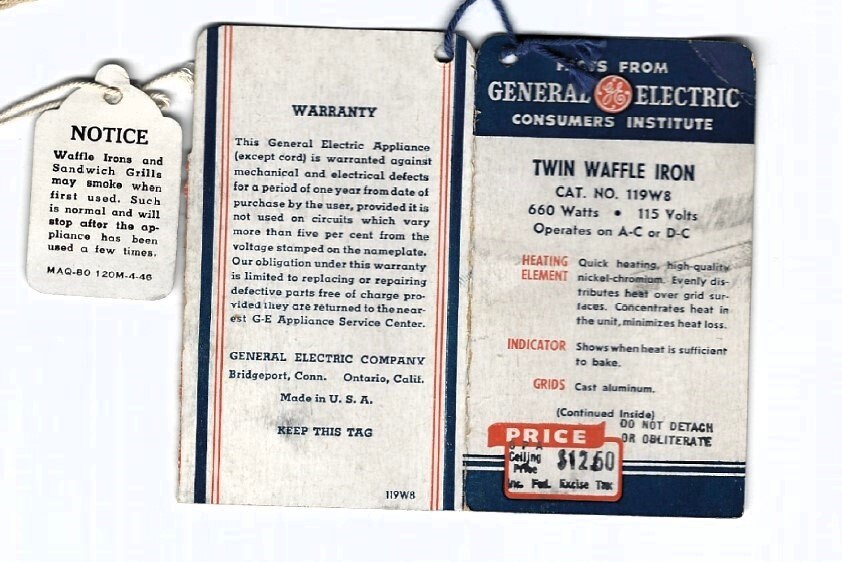 NOTICE
Waffle Irons and
Sandwich Grills
may smoke when
first used. Such
is normal and will
stop after the ap-
pliance has been
used a few times.
MAQ-80 120M-4-46
WARRANTY
This General Electric Appliance
(except cord) is warranted against
mechanical and electrical defects
for a period of one year from date of
purchase by the user, provided it is
not used on circuits which vary
more than five per cent from the
voltage stamped on the nameplate.
Our obligation under this warranty
is limited to replacing or repairing
defective parts free of charge pro-
vided they are returned to the near-
est G-E Appliance Service Center.
GENERAL ELECTRIC COMPANY
Bridgeport, Conn. Ontario, Calif.
Made in U. S. A.
KEEP THIS TAG
119W8
FACTS FROM
GENERAL GE ELECTRIC
CONSUMERS INSTITUTE
TWIN WAFFLE IRON
CAT. NO. 119W8
660 Watts • 115 Volts
Operates on A-C or D-C
HEATING ELEMENT Quick heating, high-quality
nickel-chromium. Evenly dis-
tributes heat over grid sur-
faces. Concentrates heat in
the unit, minimizes heat loss.
INDICATOR Shows when heat is sufficient
to bake.
GRIDS Cast aluminum.
(Continued Inside)
DO NOT DETACH
OR OBLITERATE
PRICE
O P A
Ceiling
Price $12.60
Inc. Fed. Excise Tax